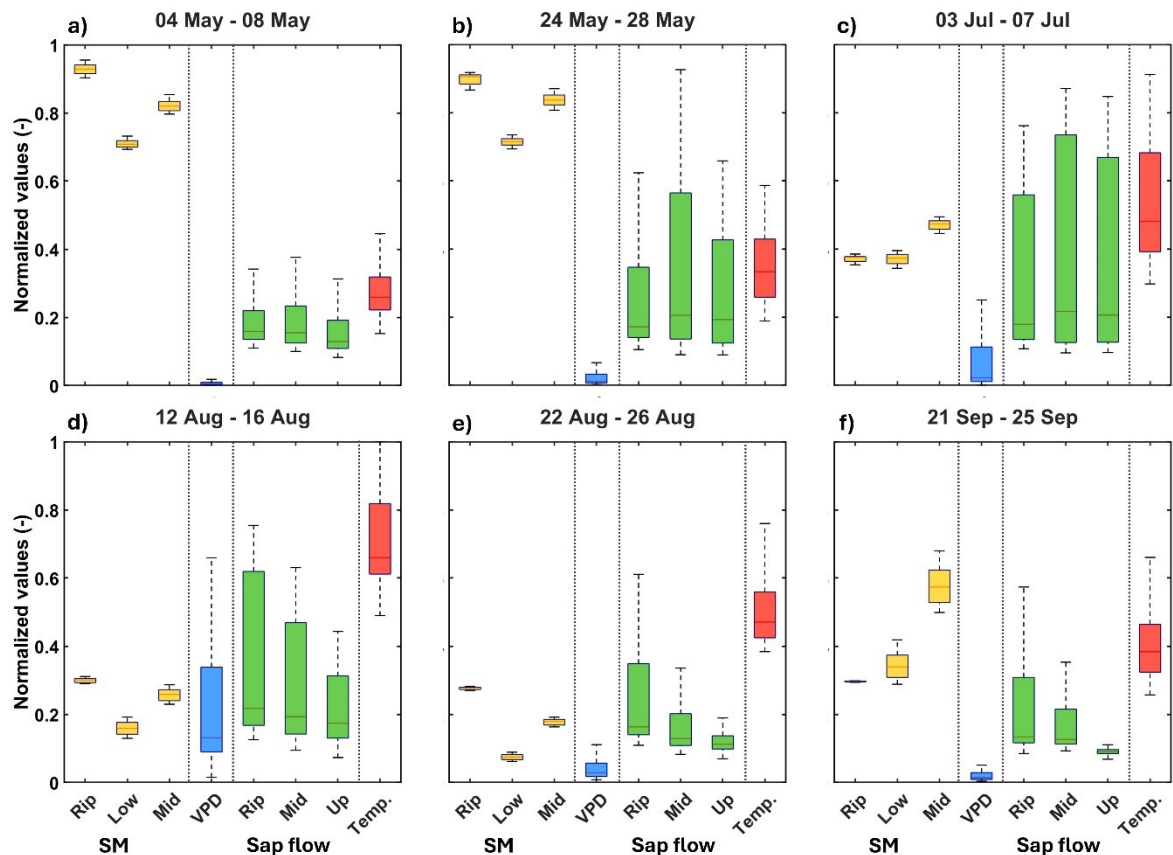 a) 04 May - 08 May
b) 24 May - 28 May
c) 03 Jul - 07 Jul
Normalized values (-)
1
0.8
0.6
0.4
0.2
0
d) 12 Aug - 16 Aug
e) 22 Aug - 26 Aug
f) 21 Sep - 25 Sep
Normalized values (-)
1
0.8
0.6
0.4
0.2
0
Rip Low Mid VPD Rip Mid Up Temp.
SM Sap flow
Rip Low Mid VPD Rip Mid Up Temp.
SM Sap flow
Rip Low Mid VPD Rip Mid Up Temp.
SM Sap flow